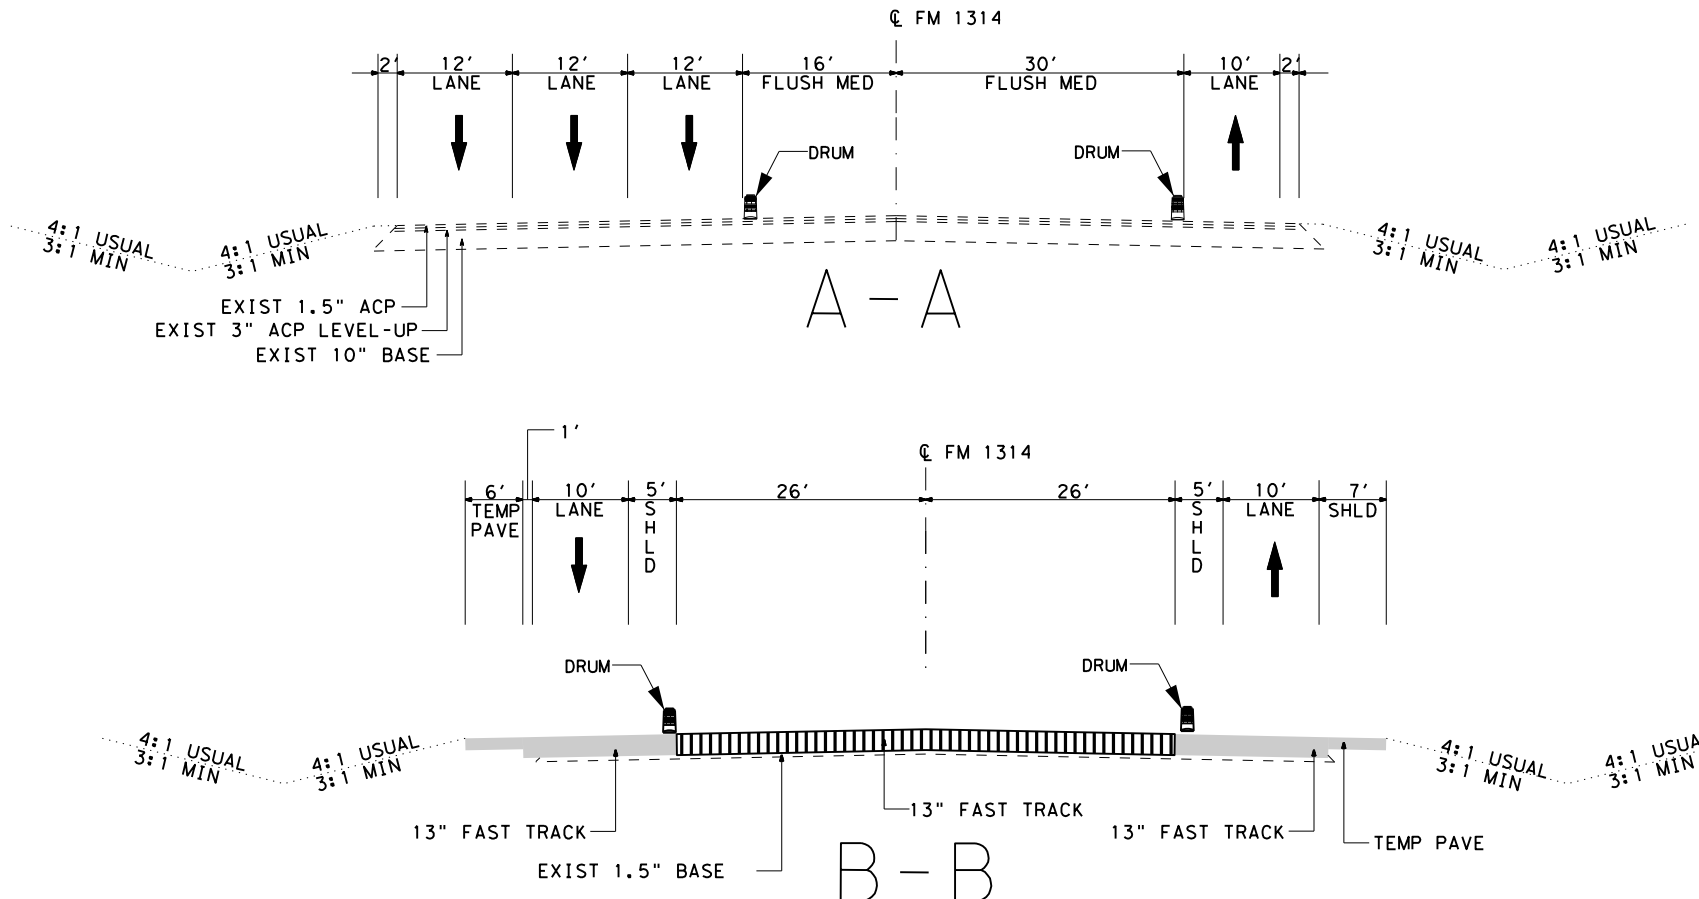 ℄ FM 1314
2' 12' 12' 12' 16' 30' 10' 2'
LANE LANE LANE FLUSH MED FLUSH MED LANE
DRUM DRUM
4:1 USUAL 4:1 USUAL 4:1 USUAL 4:1 USUAL
3:1 MIN 3:1 MIN 3:1 MIN 3:1 MIN
EXIST 1.5" ACP
EXIST 3" ACP LEVEL-UP
EXIST 10" BASE
A - A
1'
℄ FM 1314
6' 10' 5' 26' 26' 5' 10' 7'
TEMP PAVE LANE SHLD SHLD LANE SHLD
DRUM DRUM
4:1 USUAL 4:1 USUAL 4:1 USUAL 4:1 USUA
3:1 MIN 3:1 MIN 3:1 MIN 3:1 MIN
13" FAST TRACK
13" FAST TRACK 13" FAST TRACK
TEMP PAVE
EXIST 1.5" BASE
B - B